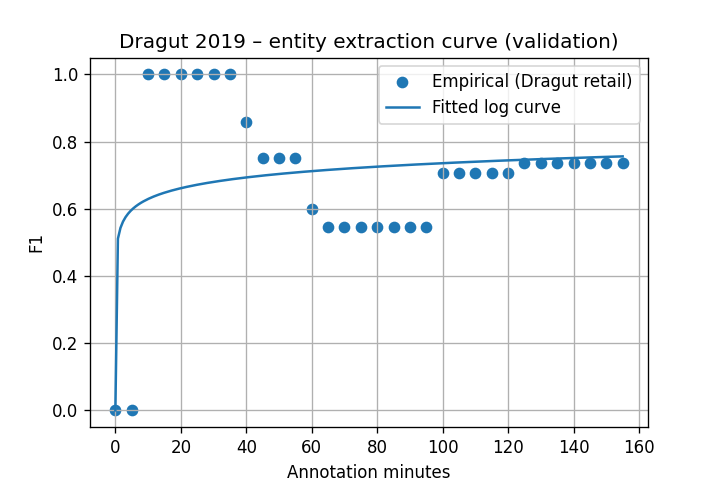 Dragut 2019 – entity extraction curve (validation)
Empirical (Dragut retail)
Fitted log curve
F1
1.0
0.8
0.6
0.4
0.2
0.0
0 20 40 60 80 100 120 140 160
Annotation minutes